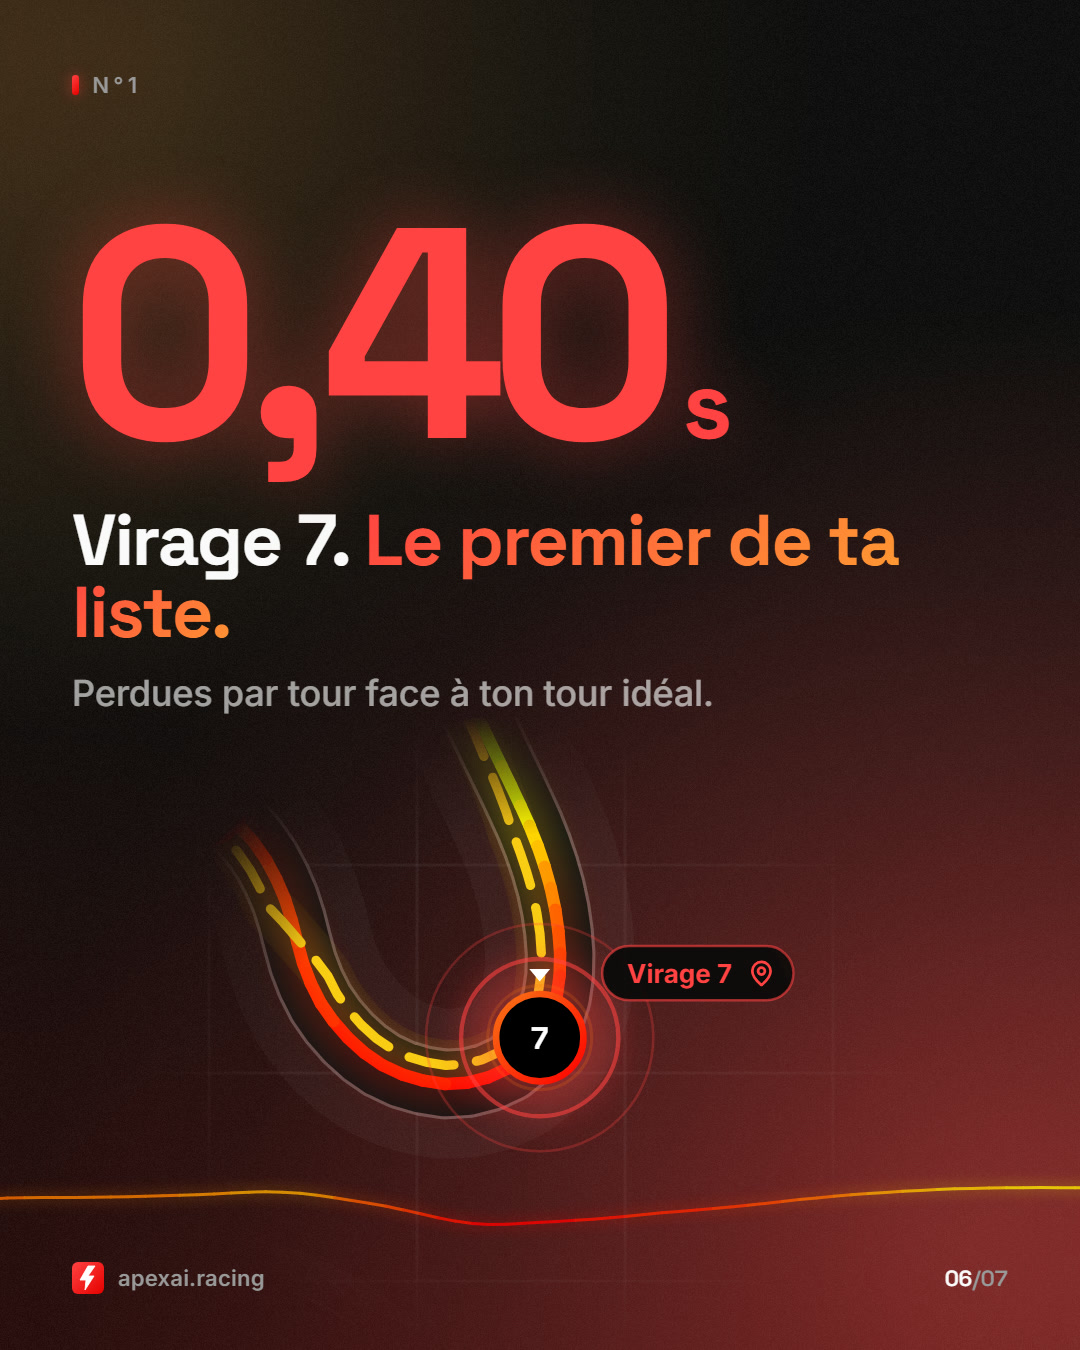 N°1
0,40 s
Virage 7. Le premier de ta
liste.
Perdues par tour face à ton tour idéal.
Virage 7
7
apexai.racing
06/07